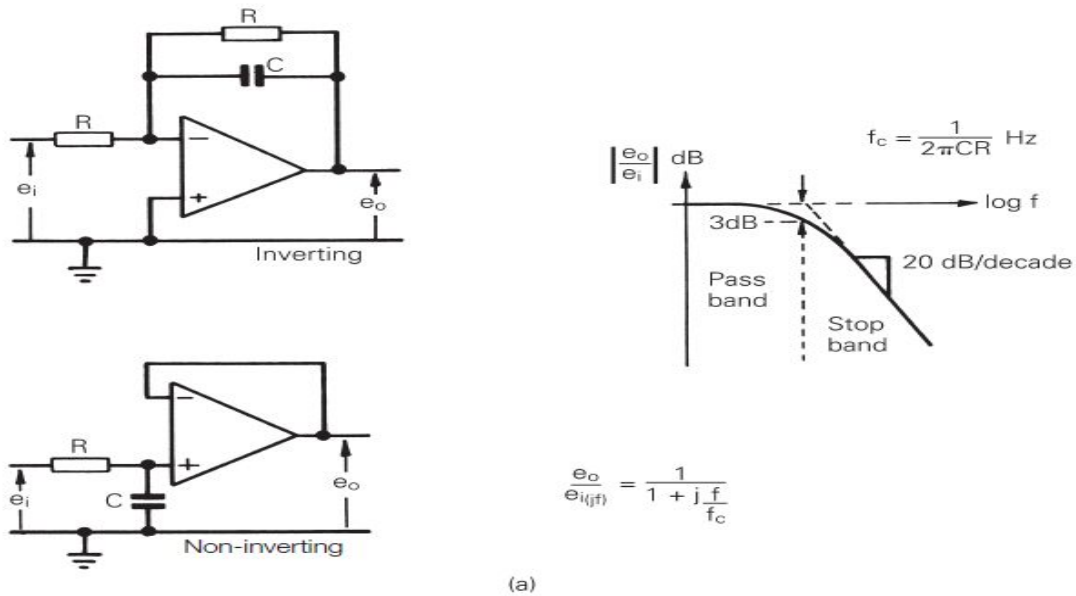 R
C
R
−
+
e_i
e_o
Inverting
f_c = 1/2πCR Hz
|e_o/e_i| dB
log f
3dB
20 dB/decade
Pass
band
Stop
band
−
R
+
C
e_i
e_o
Non-inverting
e_o/e_i(jf) = 1/(1 + j f/f_c)
(a)